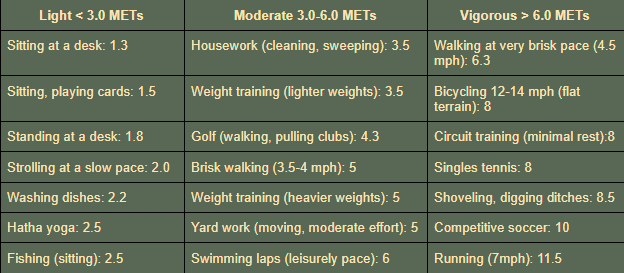 Light < 3.0 METs
Moderate 3.0-6.0 METs
Vigorous > 6.0 METs
Sitting at a desk: 1.3
Housework (cleaning, sweeping): 3.5
Walking at very brisk pace (4.5
mph): 6.3
Sitting, playing cards: 1.5
Weight training (lighter weights): 3.5
Bicycling 12-14 mph (flat
terrain): 8
Standing at a desk: 1.8
Golf (walking, pulling clubs): 4.3
Circuit training (minimal rest):8
Strolling at a slow pace: 2.0
Brisk walking (3.5-4 mph): 5
Singles tennis: 8
Washing dishes: 2.2
Weight training (heavier weights): 5
Shoveling, digging ditches: 8.5
Hatha yoga: 2.5
Yard work (moving, moderate effort): 5
Competitive soccer: 10
Fishing (sitting): 2.5
Swimming laps (leisurely pace): 6
Running (7mph): 11.5